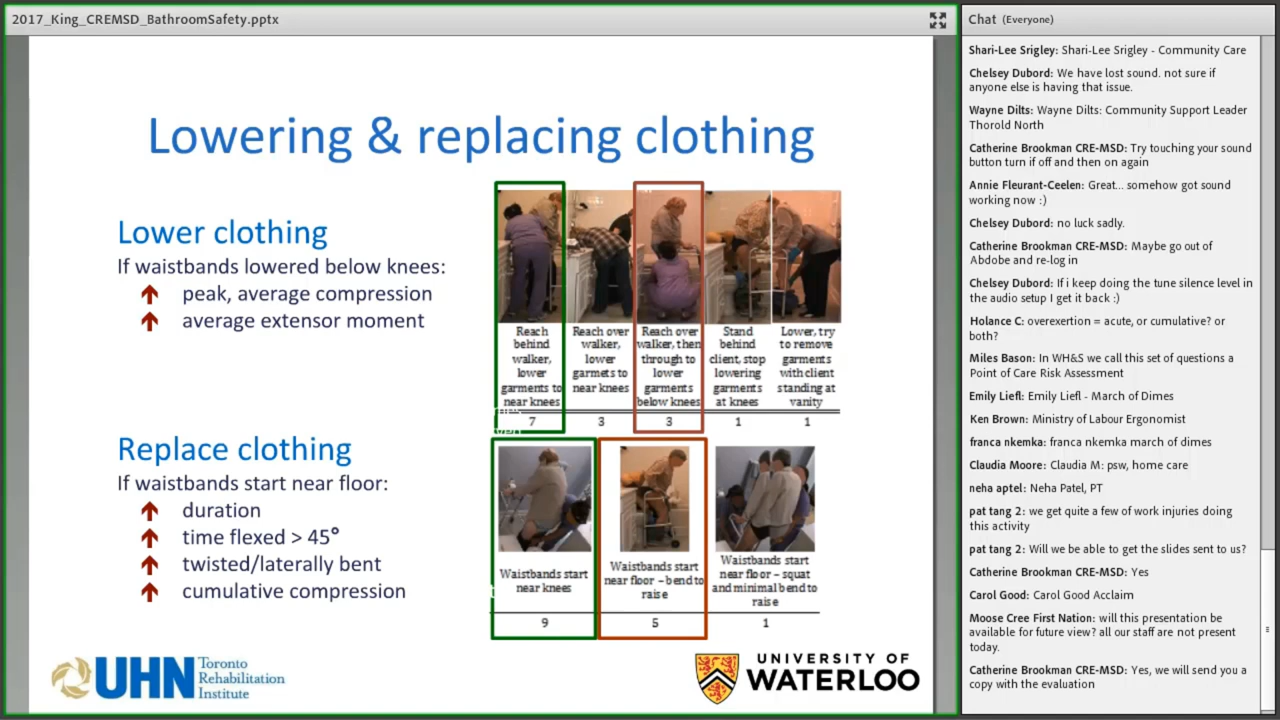 2017_King_CREMSD_BathroomSafety.pptx
Lowering & replacing clothing
Lower clothing
If waistbands lowered below knees:
peak, average compression
average extensor moment
Reach
behind
walker,
lower
garments to
near knees
7
Reach over
walker,
lower
garmets to
near knees
3
Reach over
walker, then
through to
lower
garments
below knees
3
Stand
behind
client, stop
lowering
garments
at knees
1
Lower, try
to remove
garments
with client
standing at
vanity
1
Replace clothing
If waistbands start near floor:
duration
time flexed > 45°
twisted/laterally bent
cumulative compression
Waistbands start
near knees
9
Waistbands start
near floor – bend to
raise
5
Waistbands start
near floor – squat
and minimal bend to
raise
1
UHN
Toronto
Rehabilitation
Institute
UNIVERSITY OF
WATERLOO
Chat (Everyone)
Shari-Lee Srigley: Shari-Lee Srigley - Community Care
Chelsey Dubord: We have lost sound. not sure if
anyone else is having that issue.
Wayne Dilts: Wayne Dilts: Community Support Leader
Thorold North
Catherine Brookman CRE-MSD: Try touching your sound
button turn if off and then on again
Annie Fleurant-Ceelen: Great... somehow got sound
working now :)
Chelsey Dubord: no luck sadly.
Catherine Brookman CRE-MSD: Maybe go out of
Abdobe and re-log in
Chelsey Dubord: If i keep doing the tune silence level in
the audio setup I get it back :)
Holance C: overexertion = acute, or cumulative? or
both?
Miles Bason: In WH&S we call this set of questions a
Point of Care Risk Assessment
Emily Liefl: Emily Liefl - March of Dimes
Ken Brown: Ministry of Labour Ergonomist
franca nkemka: franca nkemka march of dimes
Claudia Moore: Claudia M: psw, home care
neha aptel: Neha Patel, PT
pat tang 2: we get quite a few of work injuries doing
this activity
pat tang 2: Will we be able to get the slides sent to us?
Catherine Brookman CRE-MSD: Yes
Carol Good: Carol Good Acclaim
Moose Cree First Nation: will this presentation be
available for future view? all our staff are not present
today.
Catherine Brookman CRE-MSD: Yes, we will send you a
copy with the evaluation